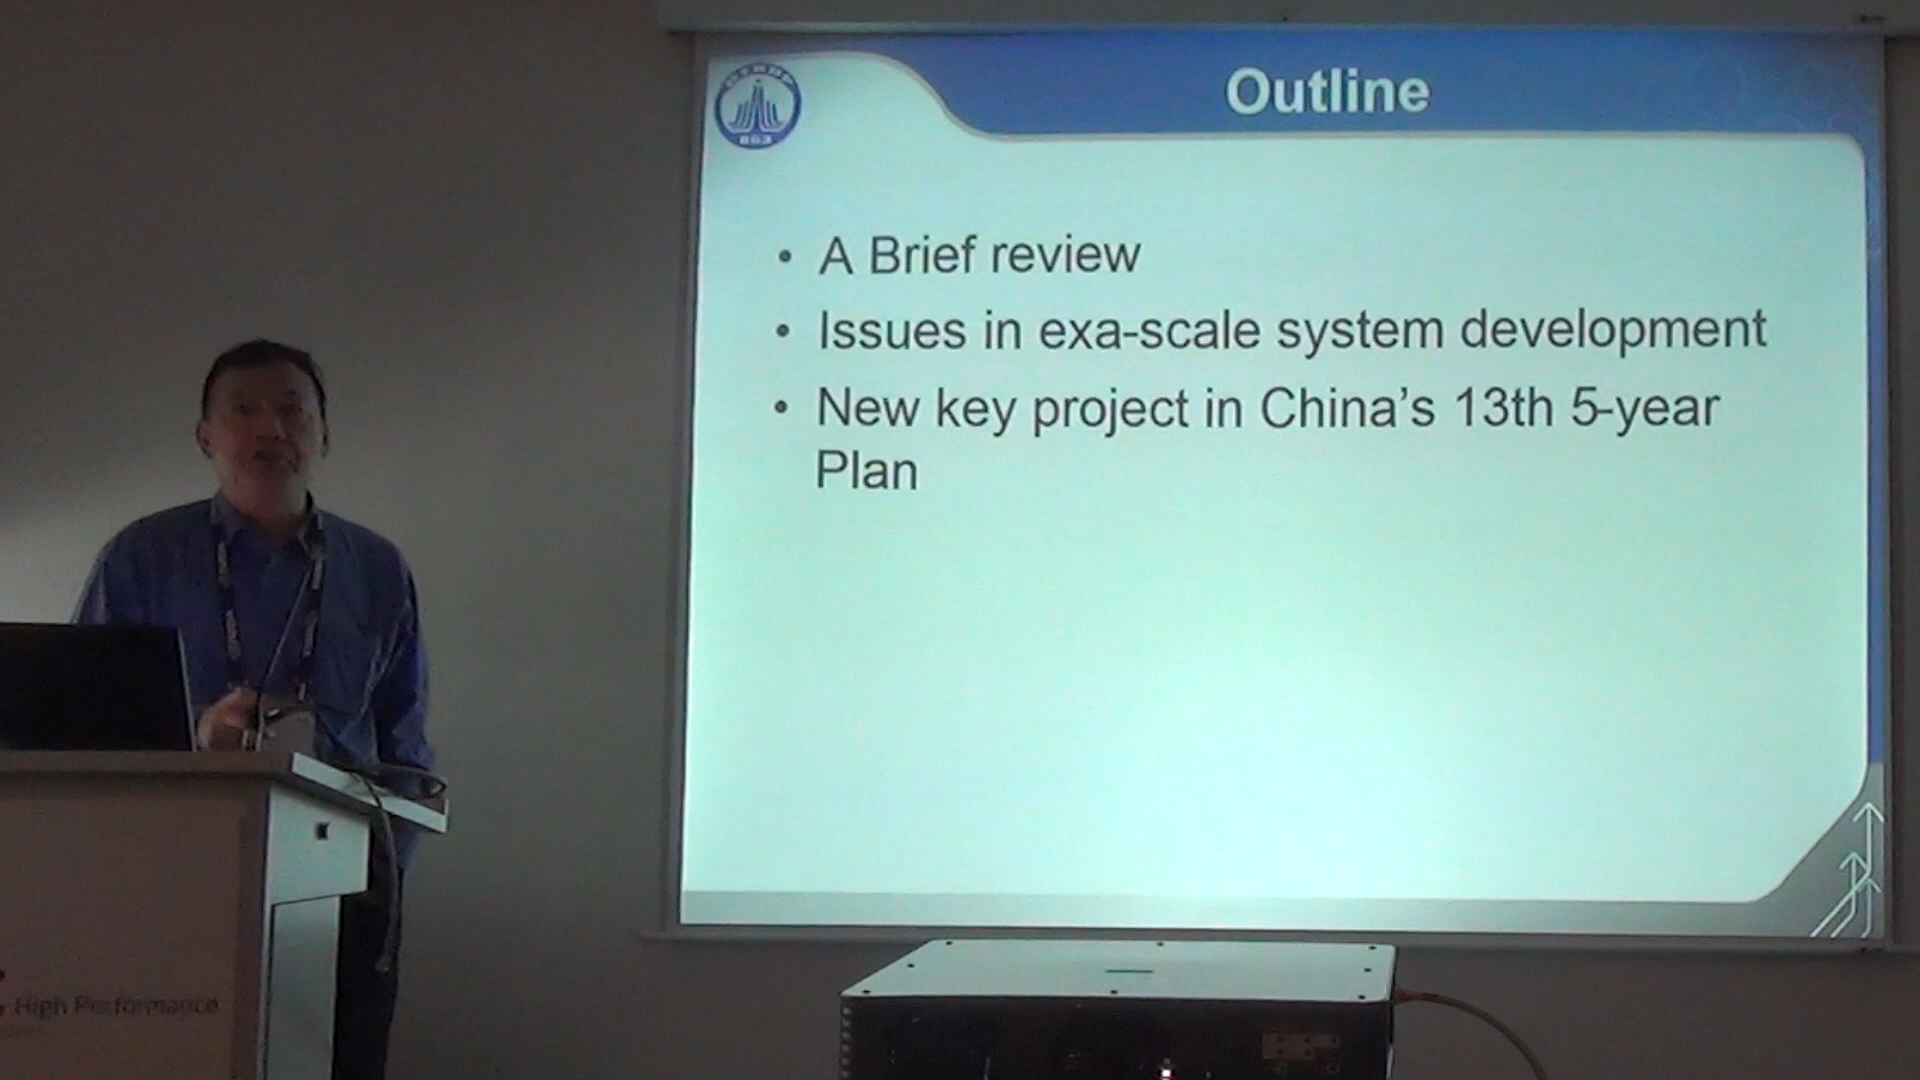 Outline
• A Brief review
• Issues in exa-scale system development
• New key project in China's 13th 5-year
Plan
863
High Performance